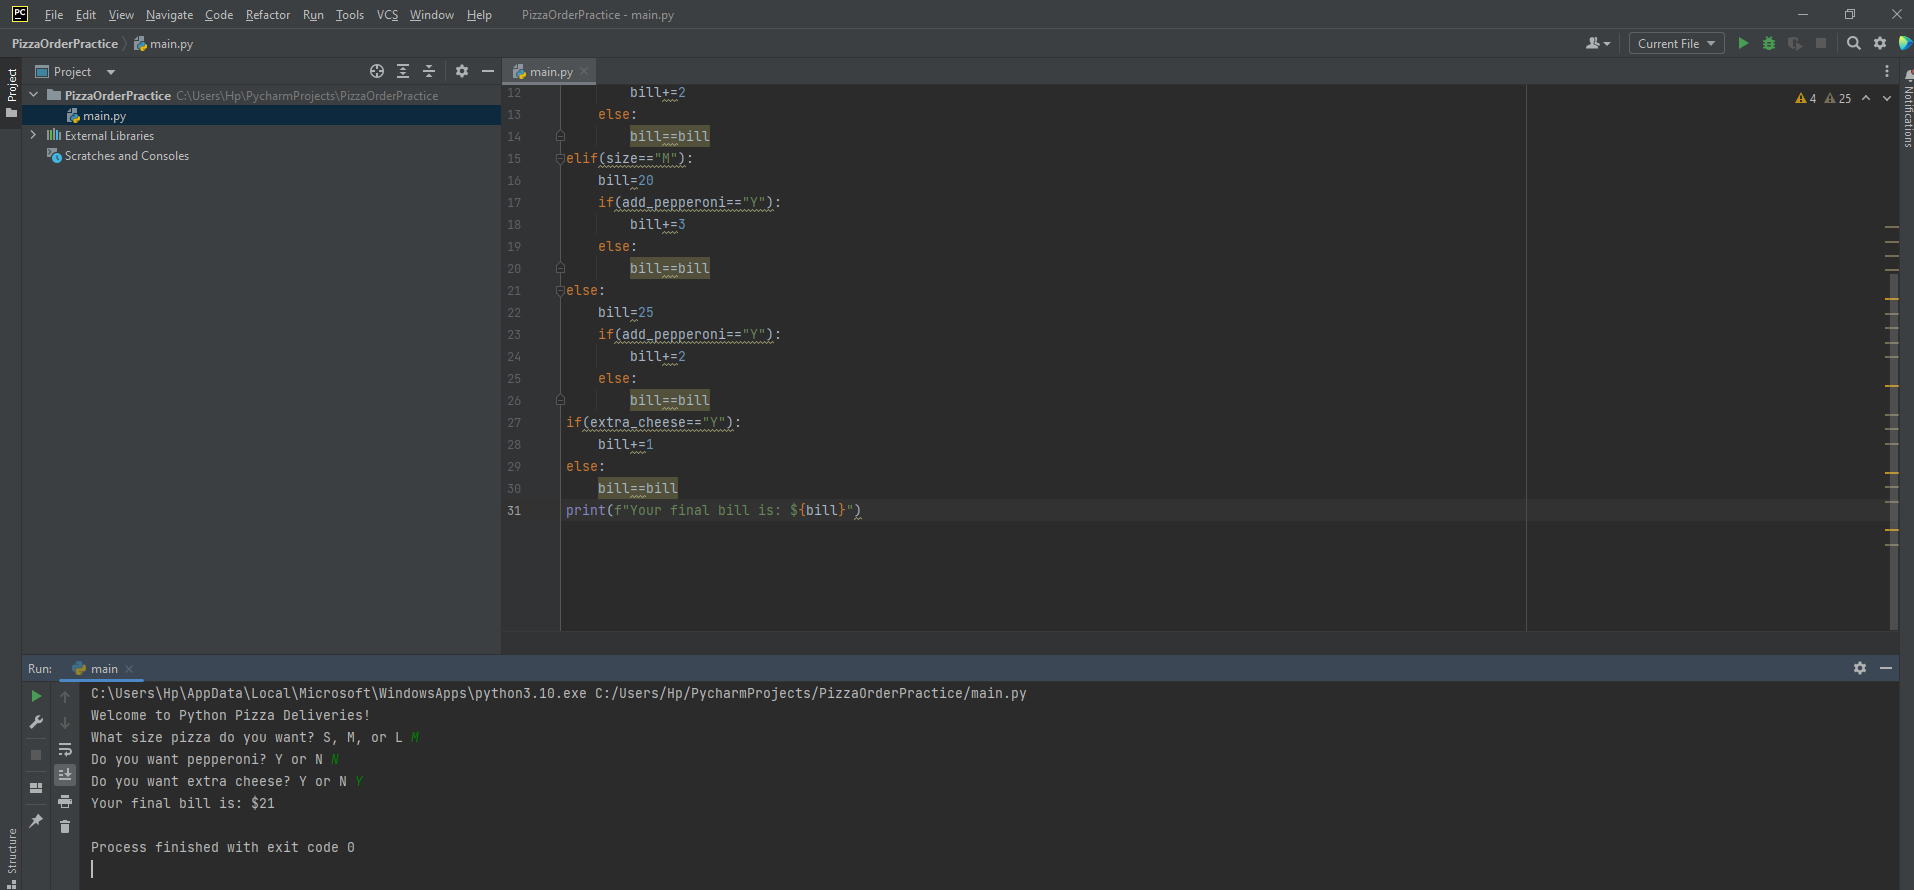 PC File Edit View Navigate Code Refactor Run Tools VCS Window Help PizzaOrderPractice - main.py
PizzaOrderPractice main.py Current File
Project
Project
main.py
PizzaOrderPractice C:\Users\Hp\PycharmProjects\PizzaOrderPractice
main.py
External Libraries
Scratches and Consoles
4 25
Notifications
12 bill+=2
13 else:
14 bill==bill
15 elif(size=="M"):
16 bill=20
17 if(add_pepperoni=="Y"):
18 bill+=3
19 else:
20 bill==bill
21 else:
22 bill=25
23 if(add_pepperoni=="Y"):
24 bill+=2
25 else:
26 bill==bill
27 if(extra_cheese=="Y"):
28 bill+=1
29 else:
30 bill==bill
31 print(f"Your final bill is: ${bill}")
Run: main
C:\Users\Hp\AppData\Local\Microsoft\WindowsApps\python3.10.exe C:/Users/Hp/PycharmProjects/PizzaOrderPractice/main.py
Welcome to Python Pizza Deliveries!
What size pizza do you want? S, M, or L M
Do you want pepperoni? Y or N N
Do you want extra cheese? Y or N Y
Your final bill is: $21
Process finished with exit code 0
Structure